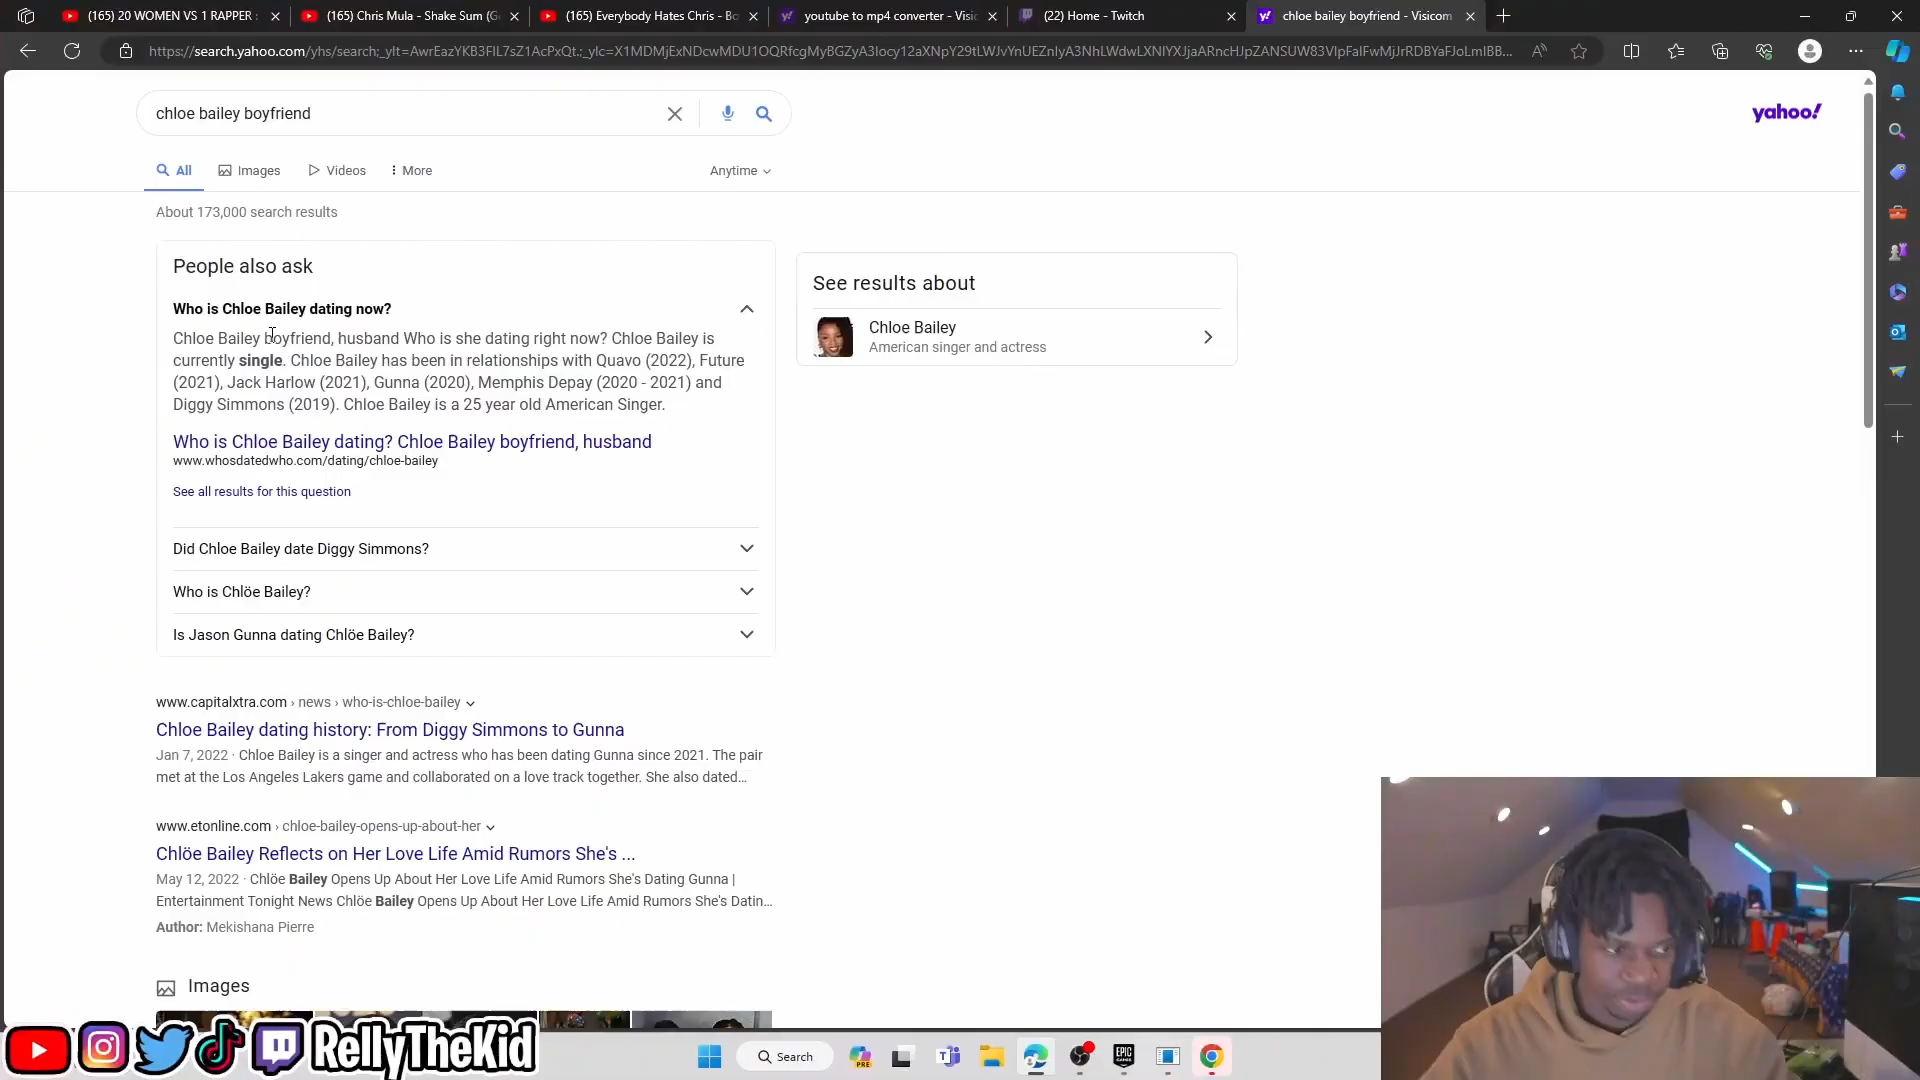 (165) 20 WOMEN VS 1 RAPPER
(165) Chris Mula - Shake Sum
(165) Everybody Hates Chris - Bo
youtube to mp4 converter - Visi
(22) Home - Twitch
chloe bailey boyfriend - Visicom
chloe bailey boyfriend
yahoo!
All
Images
Videos
More
Anytime
About 173,000 search results
People also ask
Who is Chloe Bailey dating now?
Chloe Bailey boyfriend, husband Who is she dating right now? Chloe Bailey is
currently single. Chloe Bailey has been in relationships with Quavo (2022), Future
(2021), Jack Harlow (2021), Gunna (2020), Memphis Depay (2020 - 2021) and
Diggy Simmons (2019). Chloe Bailey is a 25 year old American Singer.
Who is Chloe Bailey dating? Chloe Bailey boyfriend, husband
www.whosdatedwho.com/dating/chloe-bailey
See all results for this question
Did Chloe Bailey date Diggy Simmons?
Who is Chlöe Bailey?
Is Jason Gunna dating Chlöe Bailey?
See results about
Chloe Bailey
American singer and actress
www.capitalxtra.com › news › who-is-chloe-bailey
Chloe Bailey dating history: From Diggy Simmons to Gunna
Jan 7, 2022 · Chloe Bailey is a singer and actress who has been dating Gunna since 2021. The pair
met at the Los Angeles Lakers game and collaborated on a love track together. She also dated...
www.etonline.com › chloe-bailey-opens-up-about-her
Chlöe Bailey Reflects on Her Love Life Amid Rumors She's ...
May 12, 2022 · Chlöe Bailey Opens Up About Her Love Life Amid Rumors She's Dating Gunna |
Entertainment Tonight News Chlöe Bailey Opens Up About Her Love Life Amid Rumors She's Datin...
Author: Mekishana Pierre
Images
RellyTheKid
Search
PRE
EPIC
GAMES